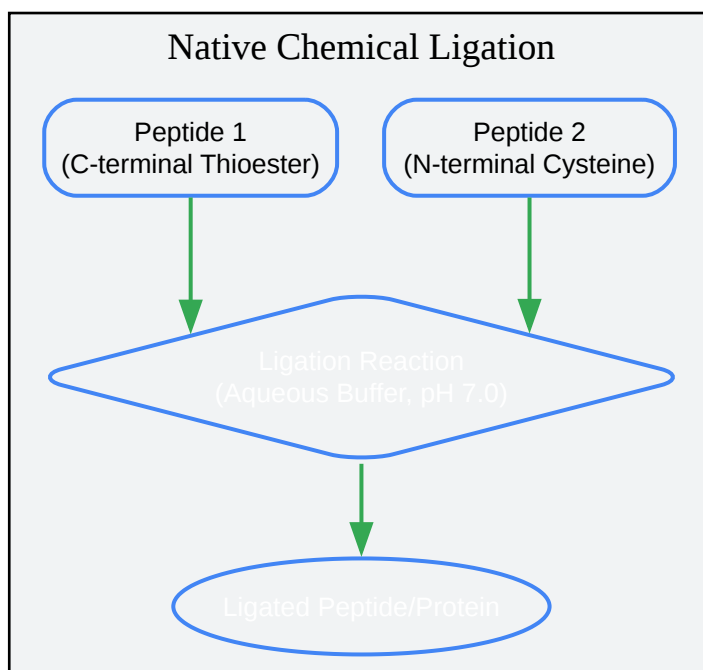 Native Chemical Ligation
Peptide 1
(C-terminal Thioester)
Peptide 2
(N-terminal Cysteine)
Ligation Reaction
(Aqueous Buffer, pH 7.0)
Ligated Peptide/Protein